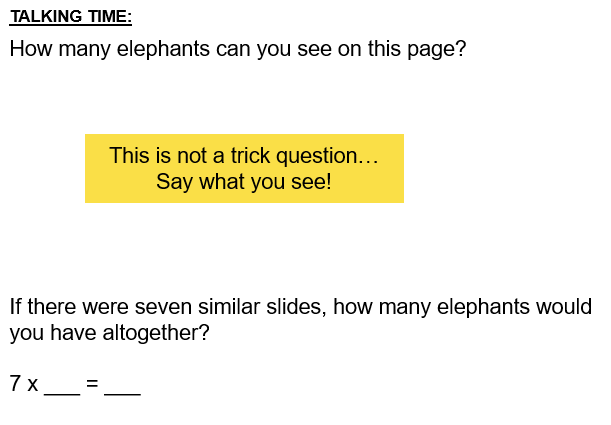 TALKING TIME:
How many elephants can you see on this page?
This is not a trick question…
Say what you see!
If there were seven similar slides, how many elephants would
you have altogether?
7 x ___ = ___